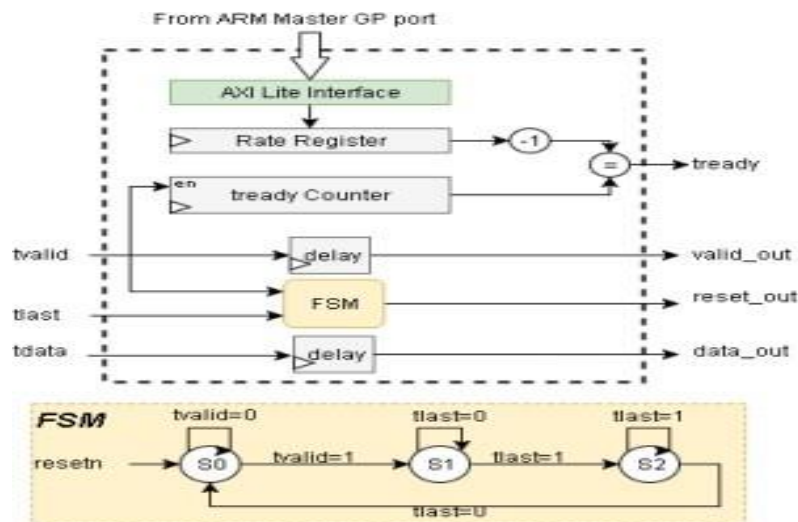 From ARM Master GP port
AXI Lite Interface
Rate Register
-1
=
tready
en
tready Counter
tvalid
delay
valid_out
FSM
reset_out
tlast
tdata
delay
data_out
FSM
tvalid=0
tlast=0
tlast=1
resetn
S0
tvalid=1
S1
tlast=1
S2
tlast=0